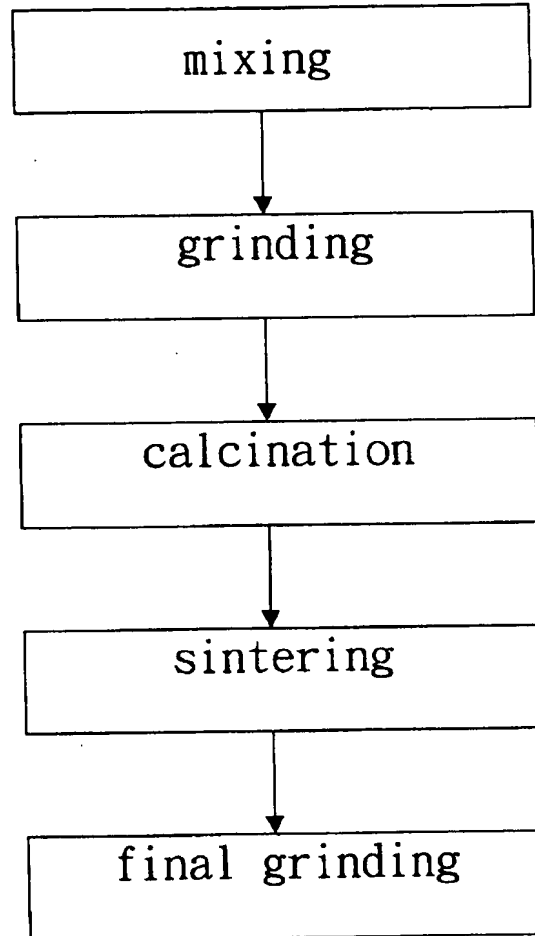 mixing
grinding
calcination
sintering
final grinding